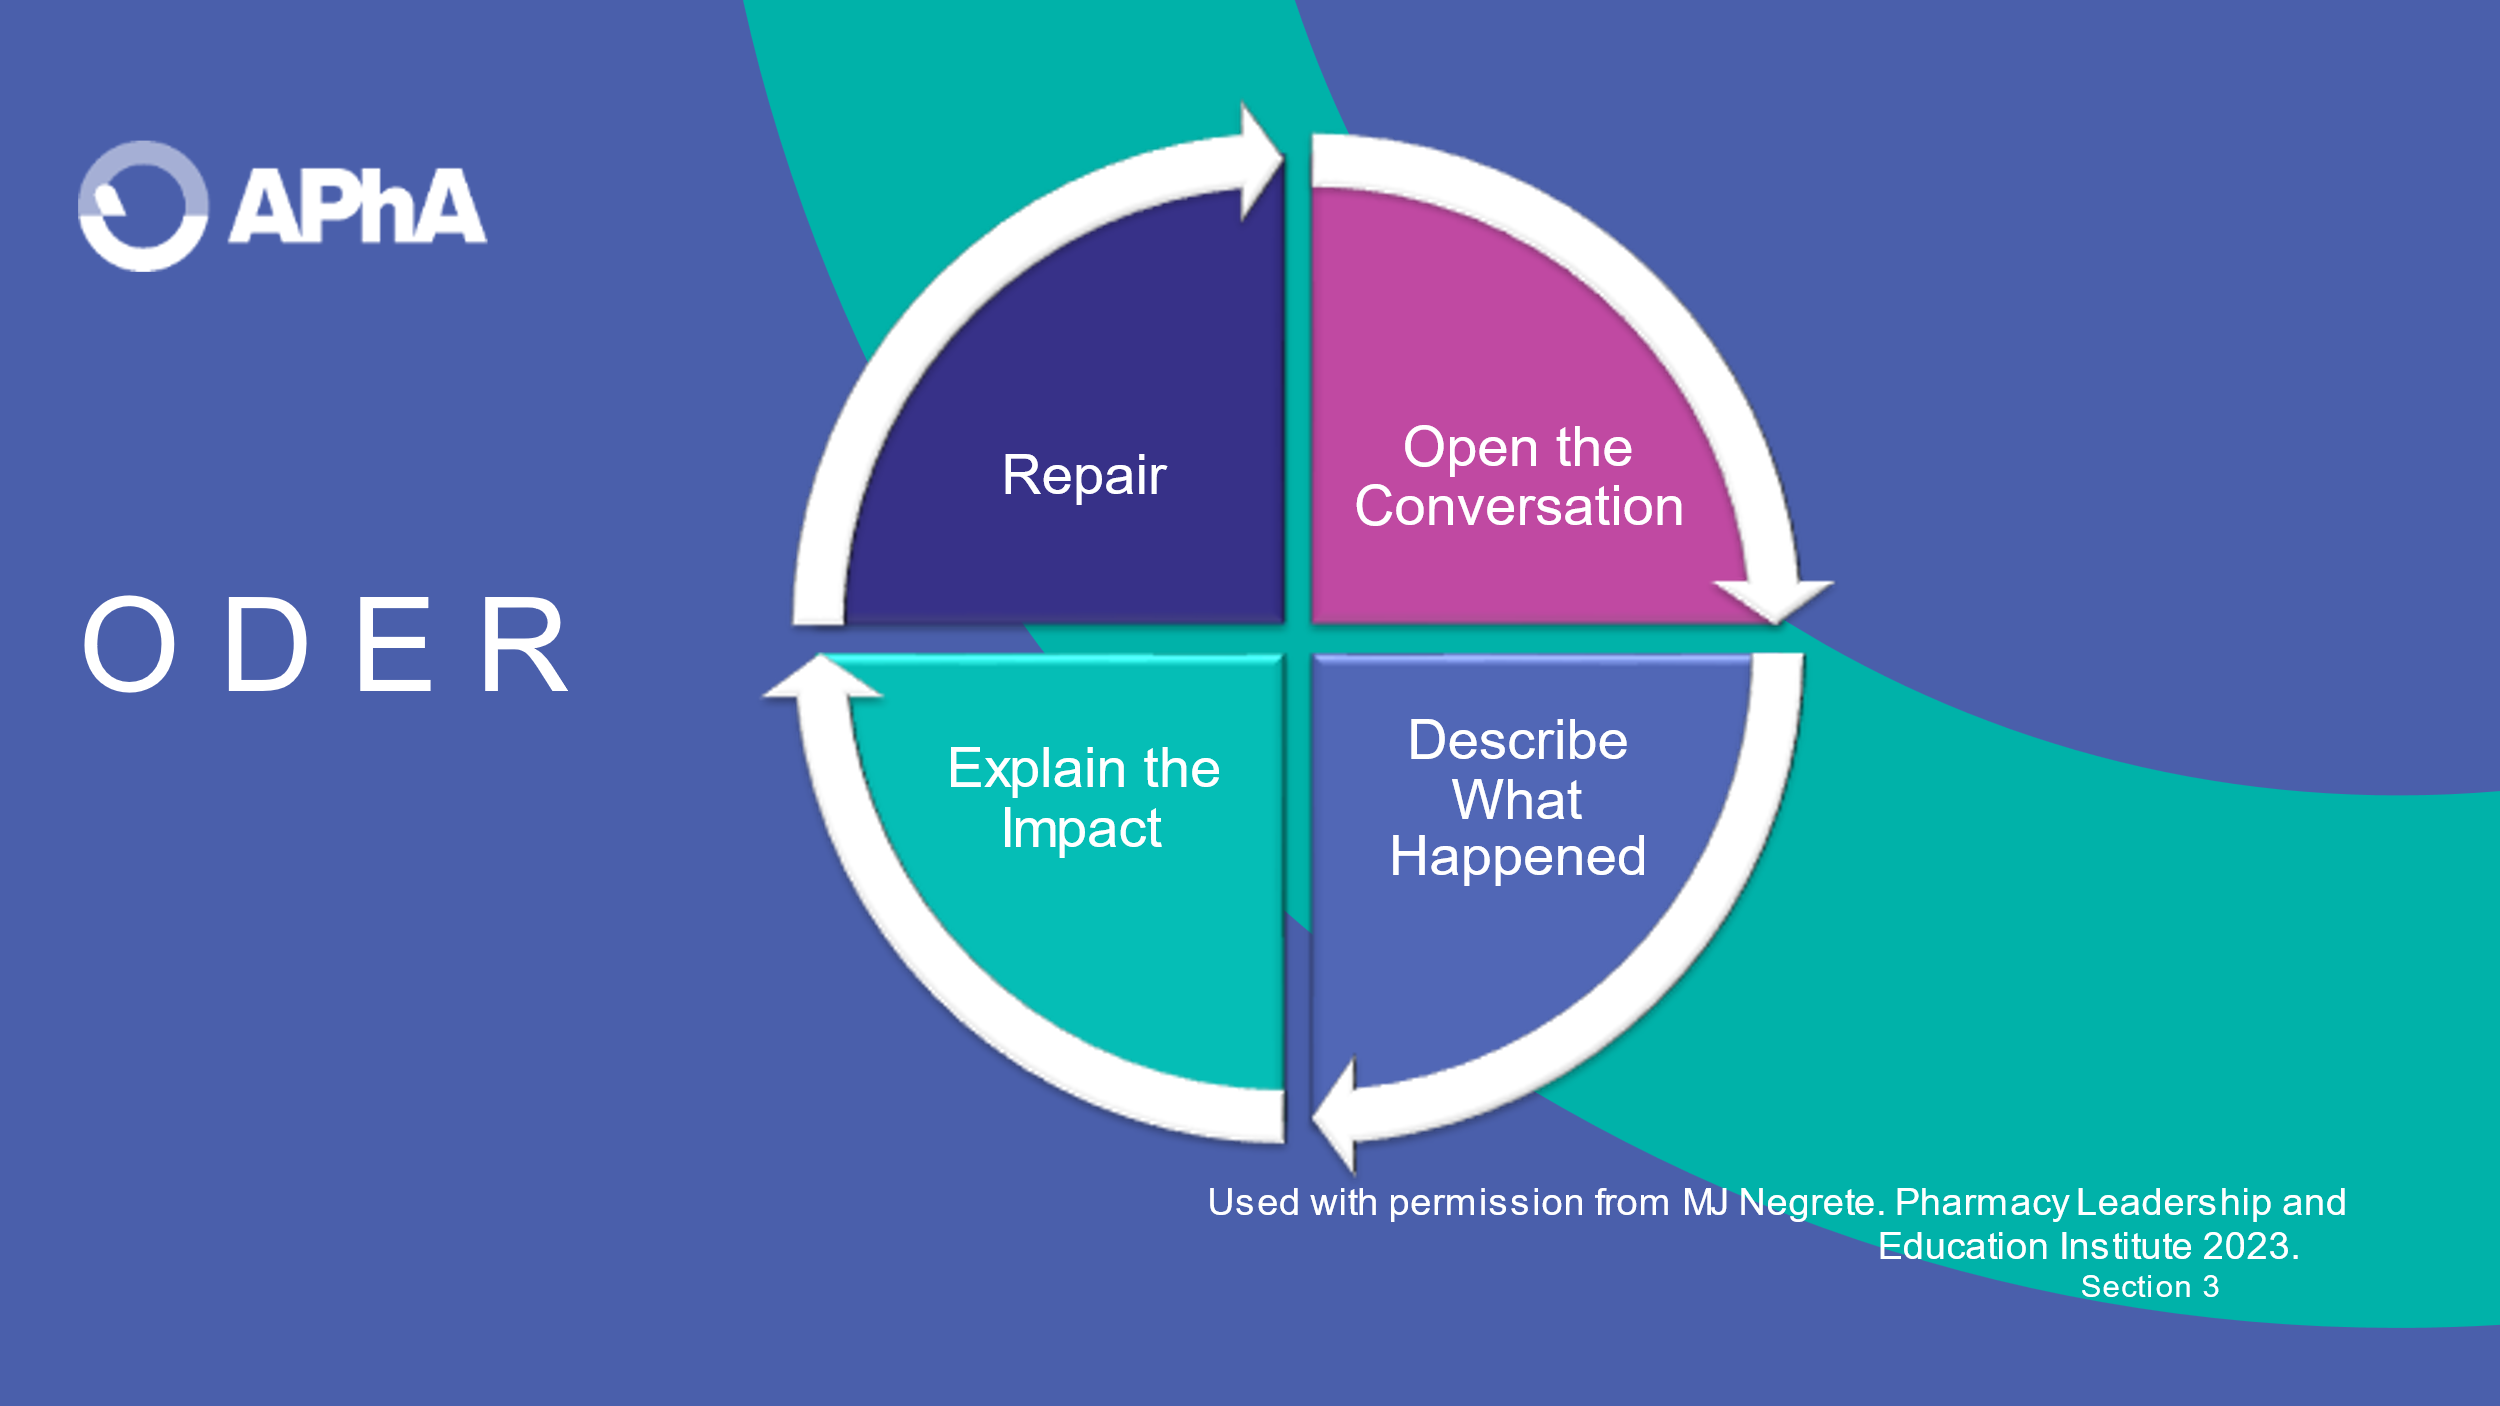 APhA
ODER
Repair
Open the
Conversation
Explain the
Impact
Describe
What
Happened
Used with permission from MJ Negrete. Pharmacy Leadership and
Education Institute 2023.
Section 3